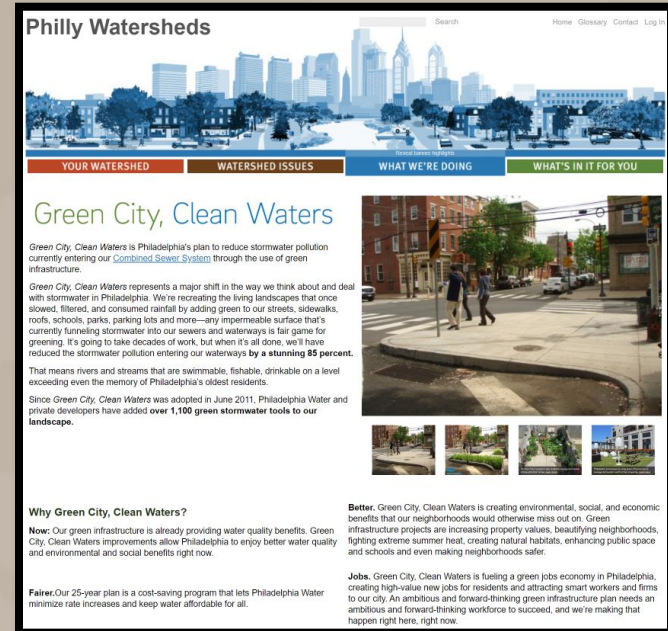 Philly Watersheds
Search
Home Glossary Contact Log In
YOUR WATERSHED
WATERSHED ISSUES
WHAT WE'RE DOING
WHAT'S IN IT FOR YOU
Green City, Clean Waters
Green City, Clean Waters is Philadelphia's plan to reduce stormwater pollution
currently entering our Combined Sewer System through the use of green
infrastructure.
Green City, Clean Waters represents a major shift in the way we think about and deal
with stormwater in Philadelphia. We're recreating the living landscapes that once
slowed, filtered, and consumed rainfall by adding green to our streets, sidewalks,
roofs, schools, parks, parking lots and more—any impermeable surface that's
currently funneling stormwater into our sewers and waterways is fair game for
greening. It's going to take decades of work, but when it's all done, we'll have
reduced the stormwater pollution entering our waterways by a stunning 85 percent.
That means rivers and streams that are swimmable, fishable, drinkable on a level
exceeding even the memory of Philadelphia's oldest residents.
Since Green City, Clean Waters was adopted in June 2011, Philadelphia Water and
private developers have added over 1,100 green stormwater tools to our
landscape.
Why Green City, Clean Waters?
Now: Our green infrastructure is already providing water quality benefits. Green
City, Clean Waters improvements allow Philadelphia to enjoy better water quality
and environmental and social benefits right now.
Fairer.Our 25-year plan is a cost-saving program that lets Philadelphia Water
minimize rate increases and keep water affordable for all.
Better. Green City, Clean Waters is creating environmental, social, and economic
benefits that our neighborhoods would otherwise miss out on. Green
infrastructure projects are increasing property values, beautifying neighborhoods,
fighting extreme summer heat, creating natural habitats, enhancing public space
and schools and even making neighborhoods safer.
Jobs. Green City, Clean Waters is fueling a green jobs economy in Philadelphia,
creating high-value new jobs for residents and attracting smart workers and firms
to our city. An ambitious and forward-thinking green infrastructure plan needs an
ambitious and forward-thinking workforce to succeed, and we're making that
happen right here, right now.